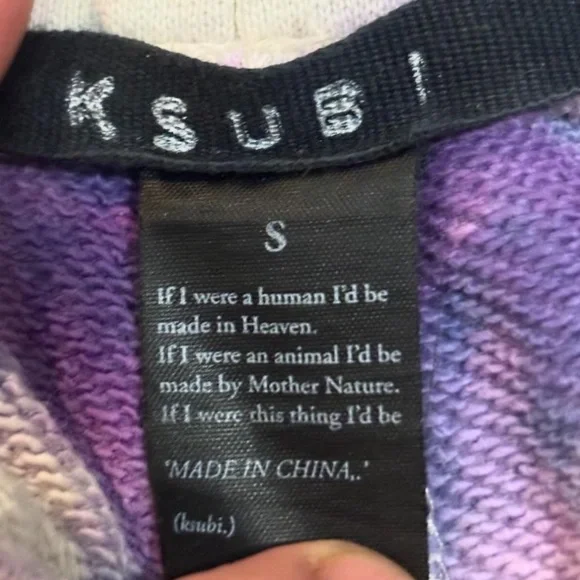 KSUBI
S
If I were a human I'd be
made in Heaven.
If I were an animal I'd be
made by Mother Nature.
If I were this thing I'd be
'MADE IN CHINA,.'
(ksubi.)